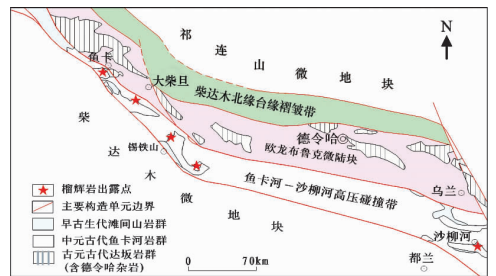 祁连山微地块
N
鱼卡
大柴旦
柴达木北缘台缘褶皱带
德令哈
欧龙布鲁克微陆块
柴达木微地块
锡铁山
鱼卡河－沙柳河高压碰撞带
乌兰
沙柳河
都兰
榴辉岩出露点
主要构造单元边界
早古生代滩间山岩群
中元古代鱼卡河岩群
古元古代达坂岩群
(含德令哈杂岩)
0 70km